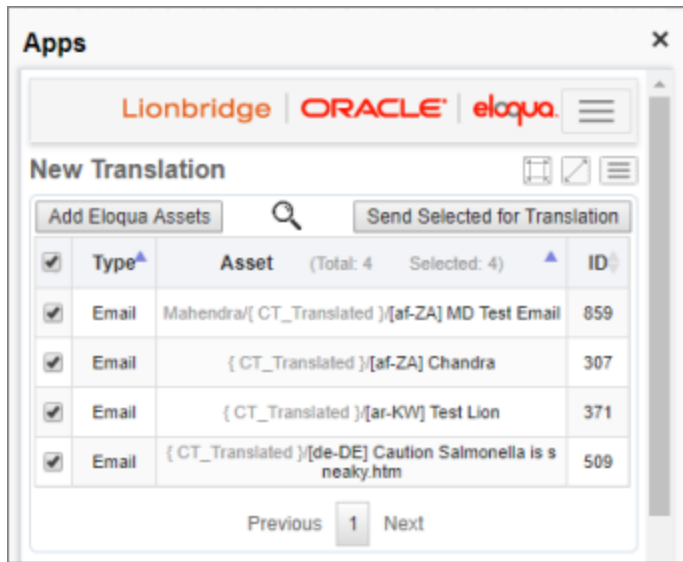 Apps
Lionbridge | ORACLE | eloqua.
New Translation
Add Eloqua Assets Send Selected for Translation
Type Asset (Total: 4 Selected: 4) ID
Email Mahendra/{ CT_Translated }/[af-ZA] MD Test Email 859
Email { CT_Translated }/[af-ZA] Chandra 307
Email { CT_Translated }/[ar-KW] Test Lion 371
Email { CT_Translated }/[de-DE] Caution Salmonella is s 509
neaky.htm
Previous 1 Next